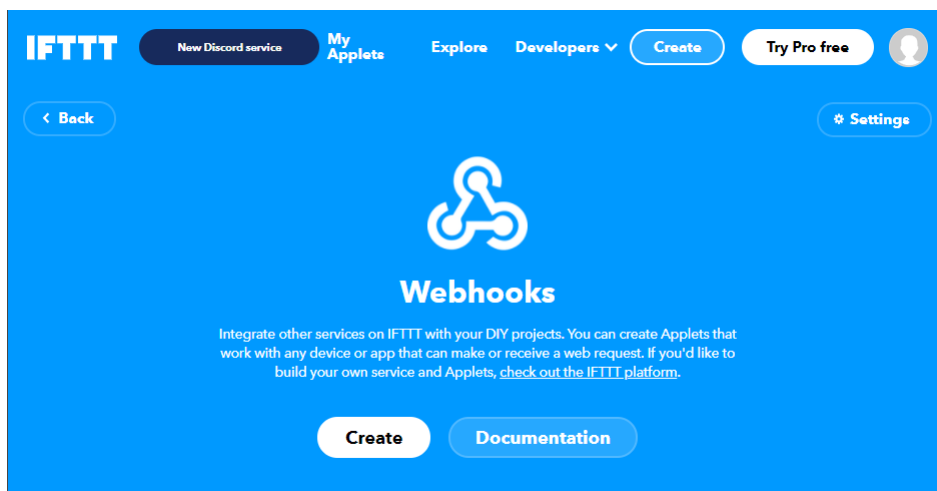 IFTTT
New Discord service
My
Applets
Explore
Developers
Create
Try Pro free
Back
Settings
Webhooks
Integrate other services on IFTTT with your DIY projects. You can create Applets that
work with any device or app that can make or receive a web request. If you'd like to
build your own service and Applets, check out the IFTTT platform.
Create
Documentation